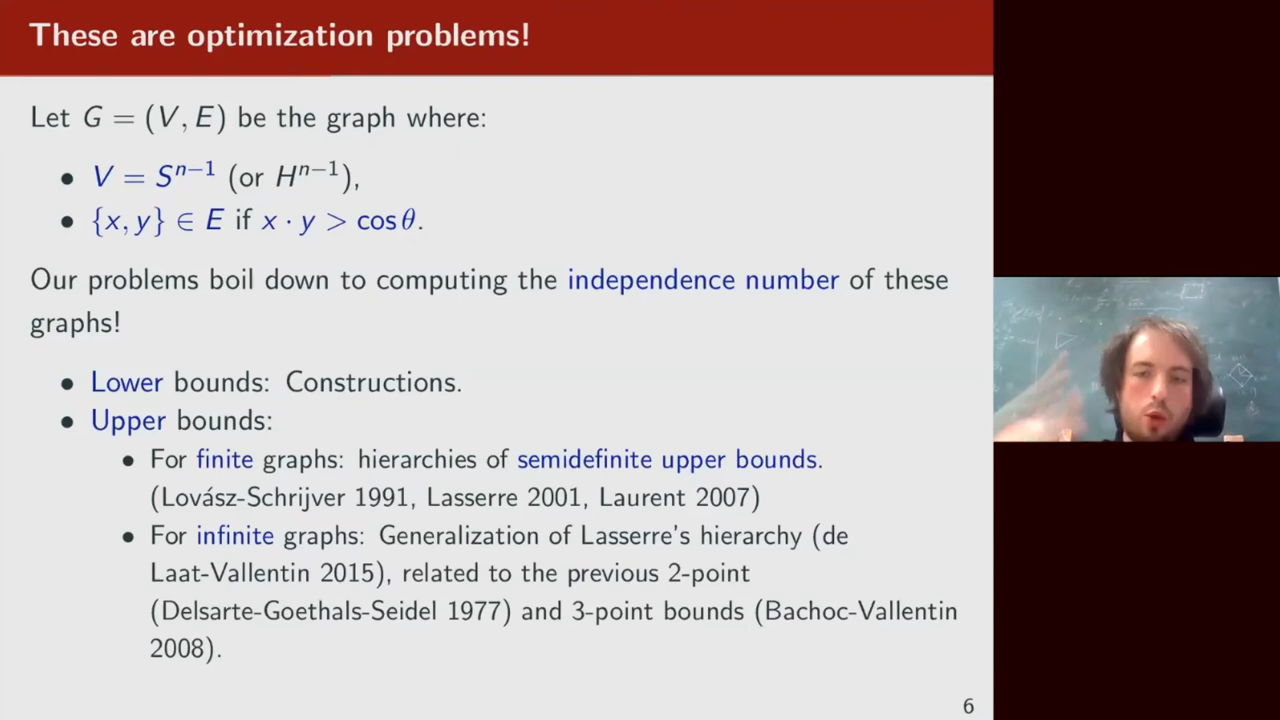 These are optimization problems!
Let G = (V, E) be the graph where:
• V = Sⁿ⁻¹ (or Hⁿ⁻¹),
• {x, y} ∈ E if x · y > cos θ.
Our problems boil down to computing the independence number of these
graphs!
• Lower bounds: Constructions.
• Upper bounds:
• For finite graphs: hierarchies of semidefinite upper bounds.
(Lovász-Schrijver 1991, Lasserre 2001, Laurent 2007)
• For infinite graphs: Generalization of Lasserre's hierarchy (de
Laat-Vallentin 2015), related to the previous 2-point
(Delsarte-Goethals-Seidel 1977) and 3-point bounds (Bachoc-Vallentin
2008).
6